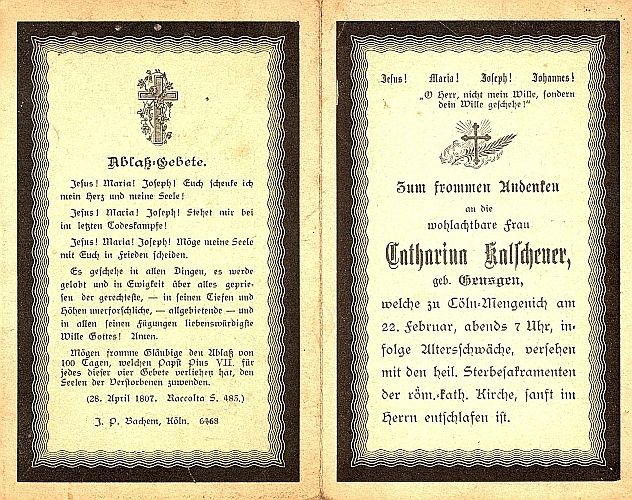 Ablaß-Gebete.
Jesus! Maria! Joseph! Euch schenke ich
mein Herz und meine Seele!
Jesus! Maria! Joseph! Stehet mir bei
im letzten Todeskampfe!
Jesus! Maria! Joseph! Möge meine Seele
mit Euch in Frieden scheiden.
Es geschehe in allen Dingen, es werde
gelobt und in Ewigkeit über alles geprie-
sen der gerechteste, — in seinen Tiefen und
Höhen unerforschliche, — allgebietende — und
in allen seinen Fügungen liebenswürdigste
Wille Gottes! Amen.
Mögen fromme Gläubige den Ablaß von
100 Tagen, welchen Papst Pius VII. für
jedes dieser vier Gebete verliehen hat, den
Seelen der Verstorbenen zuwenden.
(28. April 1807. Raccolta S. 483.)
J. P. Bachem, Köln. 6468
Jesus! Maria! Joseph! Johannes!
„O Herr, nicht mein Wille, sondern
dein Wille geschehe!"
Zum frommen Andenken
an die
wohlachtbare Frau
Catharina Kalscheuer,
geb. Geusgen,
welche zu Cöln-Mengenich am
22. Februar, abends 7 Uhr, in-
folge Altersschwäche, versehen
mit den heil. Sterbesakramenten
der röm.-kath. Kirche, sanft im
Herrn entschlafen ist.